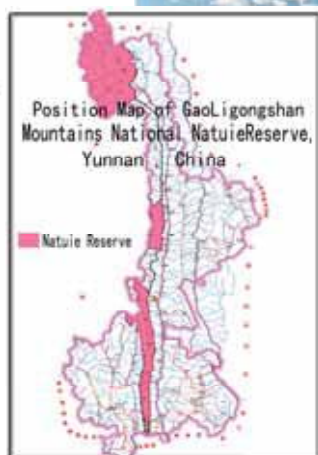 Position Map of GaoLigongshan
Mountains National NatuieReserve,
Yunnan , China
Natuie Reserve